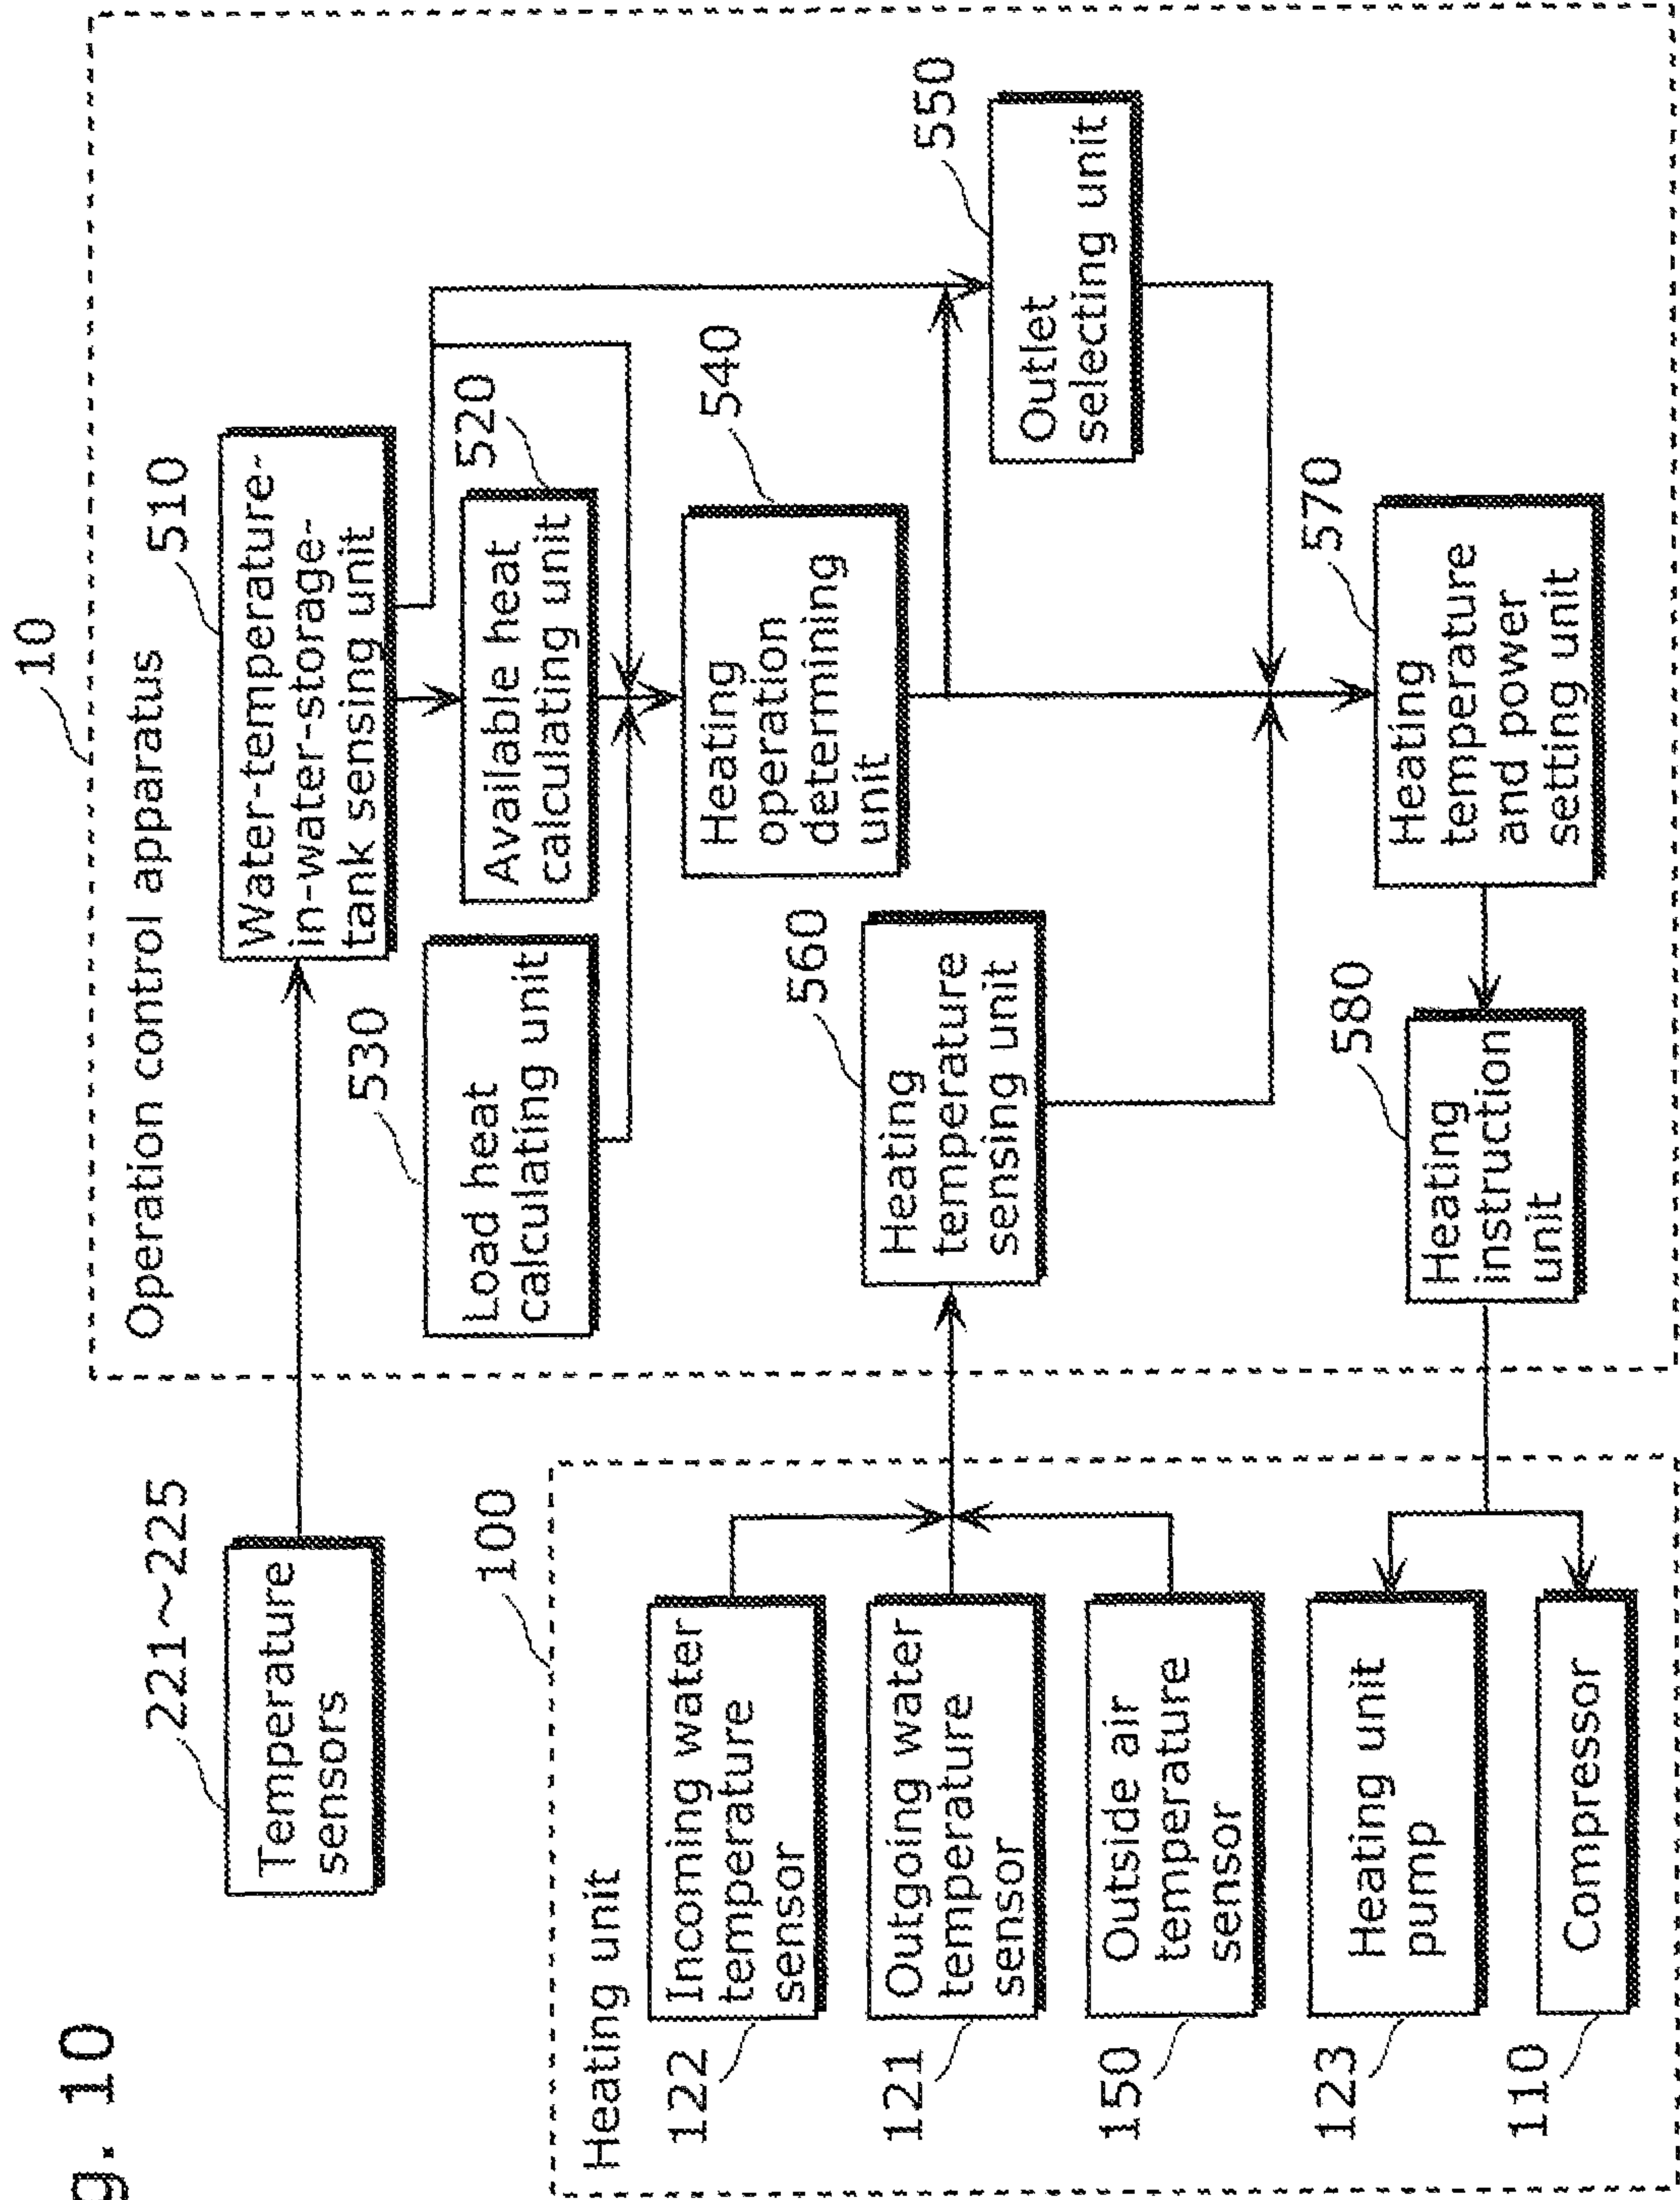 g. 10
10
Operation control apparatus
221~225
Temperature
sensors
510
Water-temperature-
in-water-storage-
tank sensing unit
530
Load heat
calculating unit
520
Available heat
calculating unit
540
Heating
operation
determining
unit
550
Outlet
selecting unit
100
Heating unit
122
Incoming water
temperature
sensor
121
Outgoing water
temperature
sensor
150
Outside air
temperature
sensor
123
Heating unit
pump
110
Compressor
560
Heating
temperature
sensing unit
570
Heating
temperature
and power
setting unit
580
Heating
instruction
unit